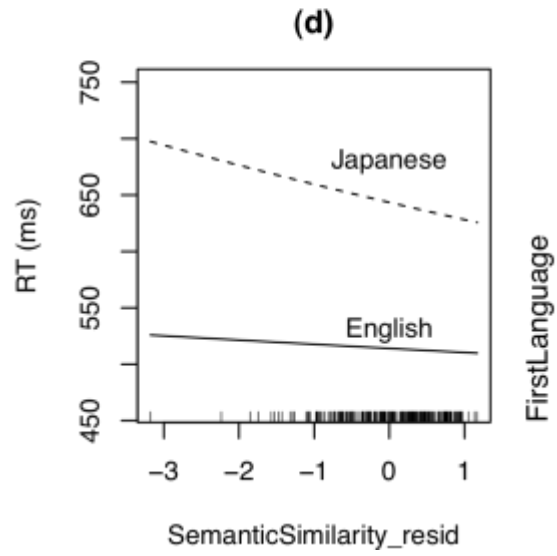 (d)
750
650
550
450
RT (ms)
Japanese
English
FirstLanguage
−3
−2
−1
0
1
SemanticSimilarity_resid